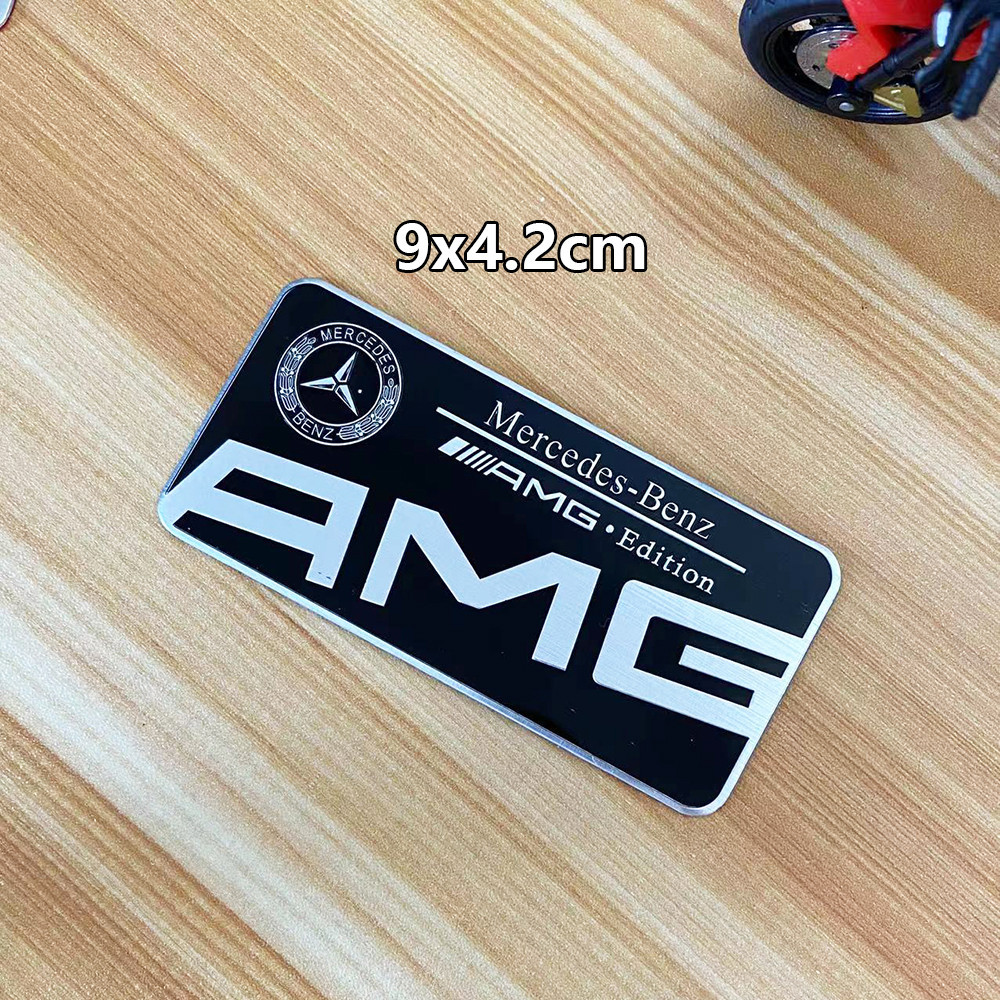 9x4.2cm
MERCEDES
BENZ
Mercedes-Benz
AMG • Edition
AMG